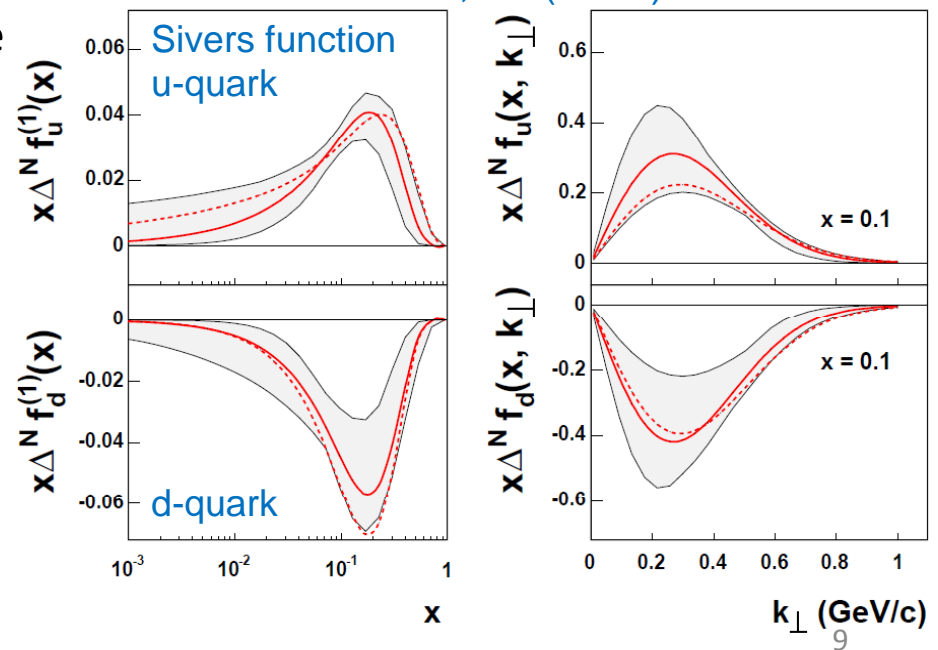 e
Sivers function
u-quark
x Δ^N f_u^(1)(x)
0.06
0.04
0.02
0
x Δ^N f_u(x, k_⊥)
0.6
0.4
0.2
0
x = 0.1
x Δ^N f_d^(1)(x)
0
-0.02
-0.04
-0.06
d-quark
10^-3
10^-2
10^-1
1
x
x Δ^N f_d(x, k_⊥)
0
-0.2
-0.4
-0.6
x = 0.1
0
0.2
0.4
0.6
0.8
1
k_⊥ (GeV/c)
9